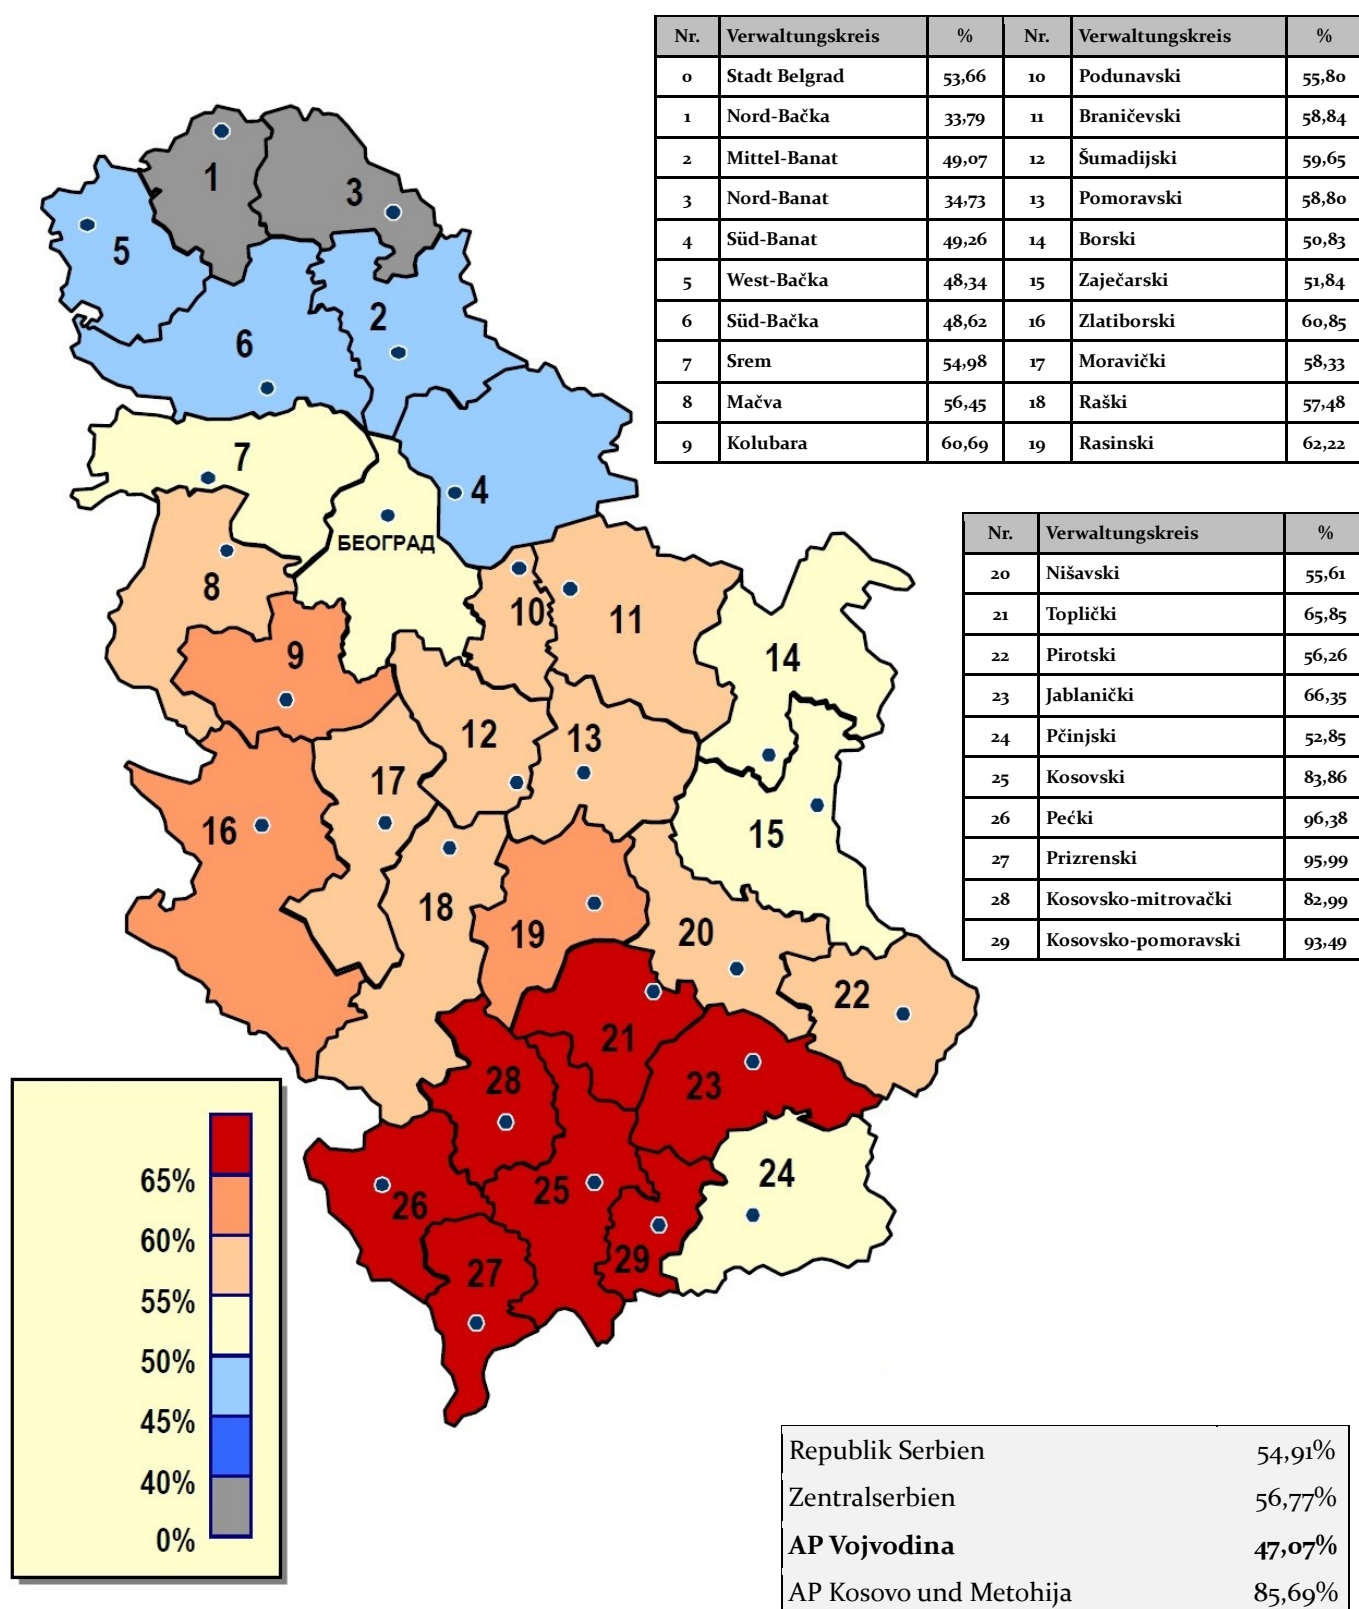 Nr. Verwaltungskreis % Nr. Verwaltungskreis %
0 Stadt Belgrad 53,66 10 Podunavski 55,80
1 Nord-Bačka 33,79 11 Braničevski 58,84
2 Mittel-Banat 49,07 12 Šumadijski 59,65
3 Nord-Banat 34,73 13 Pomoravski 58,80
4 Süd-Banat 49,26 14 Borski 50,83
5 West-Bačka 48,34 15 Zaječarski 51,84
6 Süd-Bačka 48,62 16 Zlatiborski 60,85
7 Srem 54,98 17 Moravički 58,33
8 Mačva 56,45 18 Raški 57,48
9 Kolubara 60,69 19 Rasinski 62,22
Nr. Verwaltungskreis %
20 Nišavski 55,61
21 Toplički 65,85
22 Pirotski 56,26
23 Jablanički 66,35
24 Pčinjski 52,85
25 Kosovski 83,86
26 Pećki 96,38
27 Prizrenski 95,99
28 Kosovsko-mitrovački 82,99
29 Kosovsko-pomoravski 93,49
1
3
5
2
6
7
4
БЕОГРАД
8
10
11
9
14
12
13
17
16
15
18
19
20
22
21
28
23
24
25
26
29
27
65%
60%
55%
50%
45%
40%
0%
Republik Serbien 54,91%
Zentralserbien 56,77%
AP Vojvodina 47,07%
AP Kosovo und Metohija 85,69%